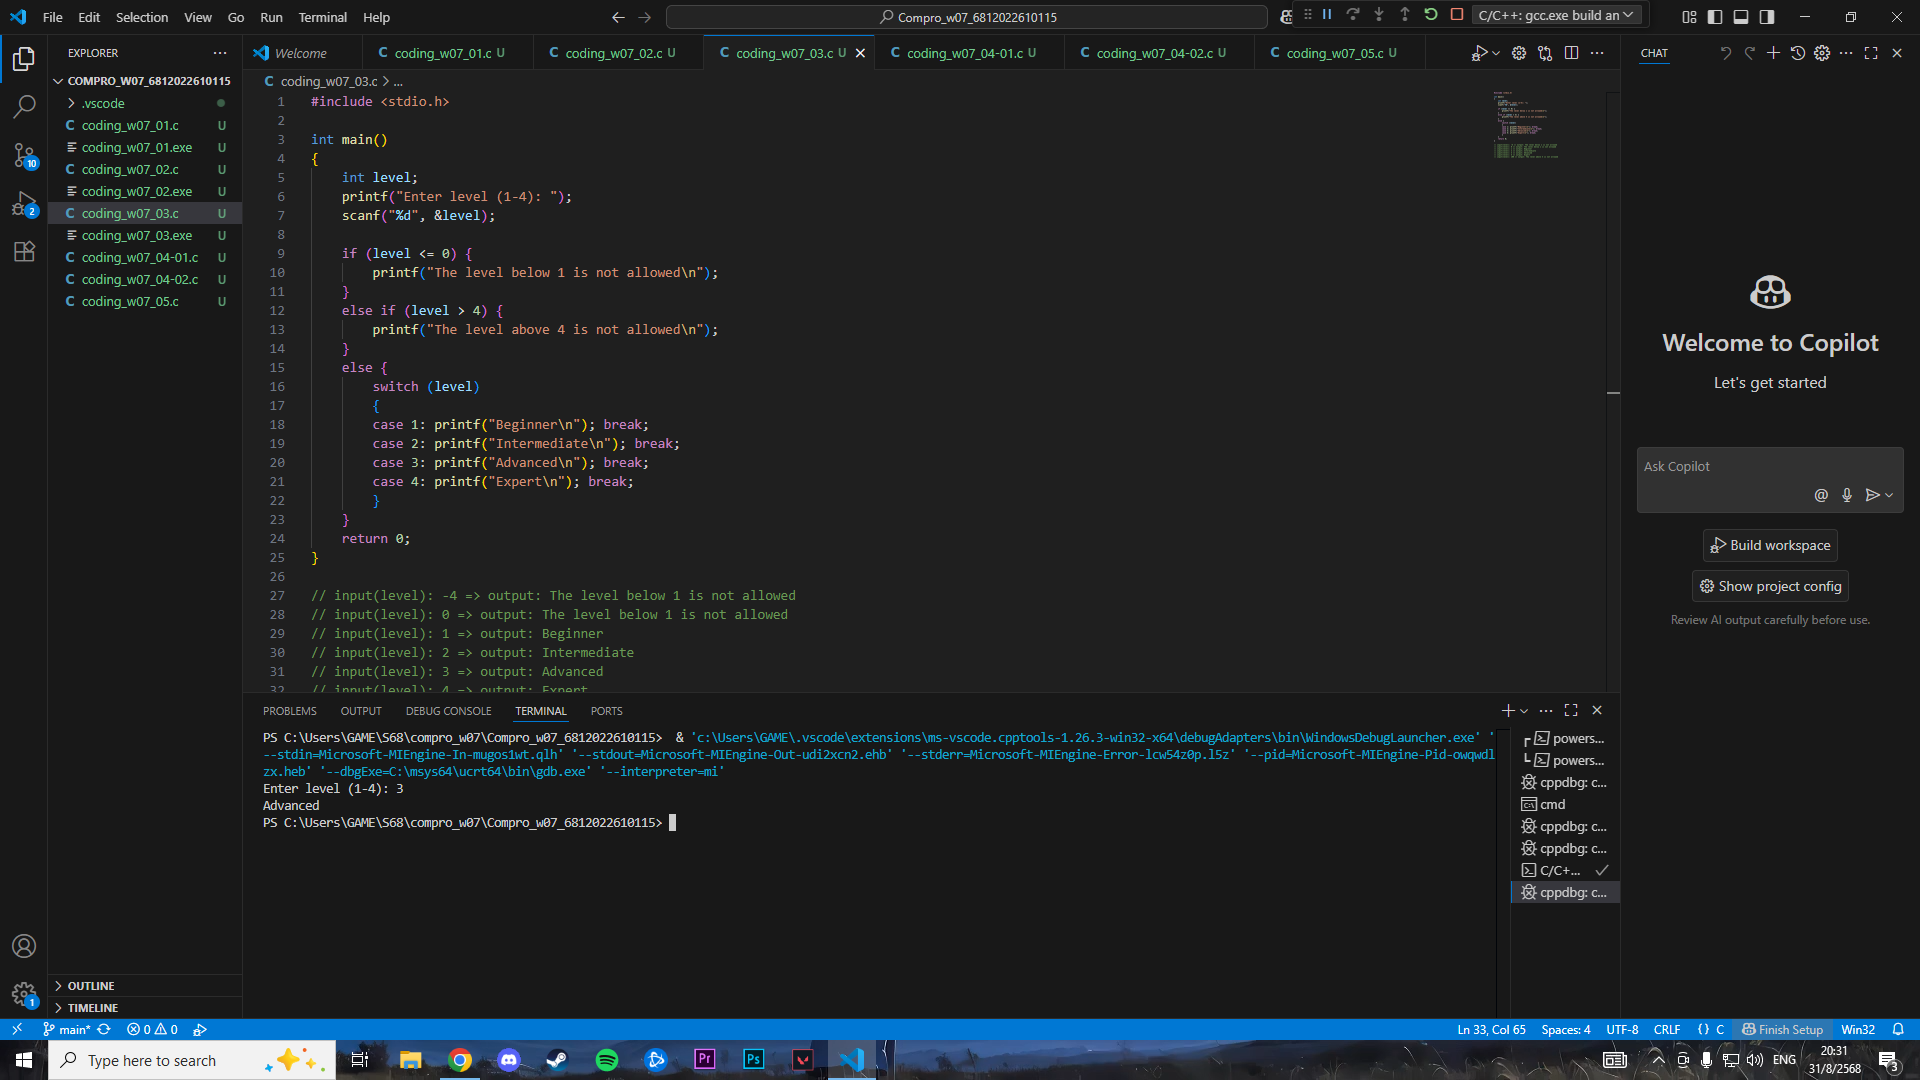 File Edit Selection View Go Run Terminal Help
Compro_w07_6812022610115
C/C++: gcc.exe build an
EXPLORER
COMPRO_W07_6812022610115
.vscode
C coding_w07_01.c U
coding_w07_01.exe U
C coding_w07_02.c U
coding_w07_02.exe U
C coding_w07_03.c U
coding_w07_03.exe U
C coding_w07_04-01.c U
C coding_w07_04-02.c U
C coding_w07_05.c U
OUTLINE
TIMELINE
10
2
1
Welcome C coding_w07_01.c U C coding_w07_02.c U C coding_w07_03.c U C coding_w07_04-01.c U C coding_w07_04-02.c U C coding_w07_05.c U
C coding_w07_03.c > ...
1 #include <stdio.h>
2
3 int main()
4 {
5 int level;
6 printf("Enter level (1-4): ");
7 scanf("%d", &level);
8
9 if (level <= 0) {
10 printf("The level below 1 is not allowed\n");
11 }
12 else if (level > 4) {
13 printf("The level above 4 is not allowed\n");
14 }
15 else {
16 switch (level)
17 {
18 case 1: printf("Beginner\n"); break;
19 case 2: printf("Intermediate\n"); break;
20 case 3: printf("Advanced\n"); break;
21 case 4: printf("Expert\n"); break;
22 }
23 }
24 return 0;
25 }
26
27 // input(level): -4 => output: The level below 1 is not allowed
28 // input(level): 0 => output: The level below 1 is not allowed
29 // input(level): 1 => output: Beginner
30 // input(level): 2 => output: Intermediate
31 // input(level): 3 => output: Advanced
32 // input(level): 4 => output: Expert
PROBLEMS OUTPUT DEBUG CONSOLE TERMINAL PORTS
PS C:\Users\GAME\S68\compro_w07\Compro_w07_6812022610115> & 'c:\Users\GAME\.vscode\extensions\ms-vscode.cpptools-1.26.3-win32-x64\debugAdapters\bin\WindowsDebugLauncher.exe' '
--stdin=Microsoft-MIEngine-In-mugos1wt.qlh' '--stdout=Microsoft-MIEngine-Out-udi2xcn2.ehb' '--stderr=Microsoft-MIEngine-Error-lcw54z0p.l5z' '--pid=Microsoft-MIEngine-Pid-owqwdl
zx.heb' '--dbgExe=C:\msys64\ucrt64\bin\gdb.exe' '--interpreter=mi'
Enter level (1-4): 3
Advanced
PS C:\Users\GAME\S68\compro_w07\Compro_w07_6812022610115>
powers...
powers...
cppdbg: c...
cmd
cppdbg: c...
cppdbg: c...
C/C+...
cppdbg: c...
CHAT
Welcome to Copilot
Let's get started
Ask Copilot
Build workspace
Show project config
Review AI output carefully before use.
main* 0 0
Ln 33, Col 65 Spaces: 4 UTF-8 CRLF { } C Finish Setup Win32
Type here to search
Pr
Ps
ENG
20:31
31/8/2568
3